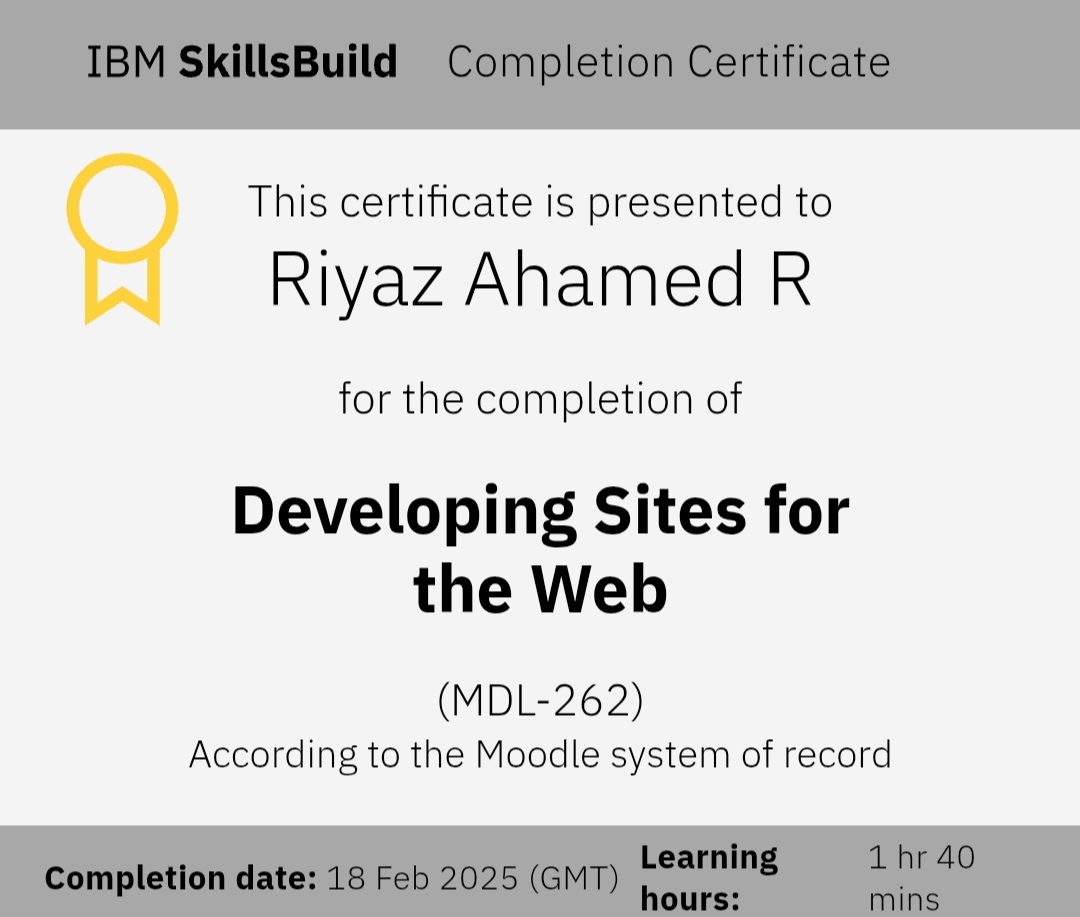 IBM SkillsBuild Completion Certificate
This certificate is presented to
Riyaz Ahamed R
for the completion of
Developing Sites for
the Web
(MDL-262)
According to the Moodle system of record
Completion date: 18 Feb 2025 (GMT)
Learning
hours:
1 hr 40
mins